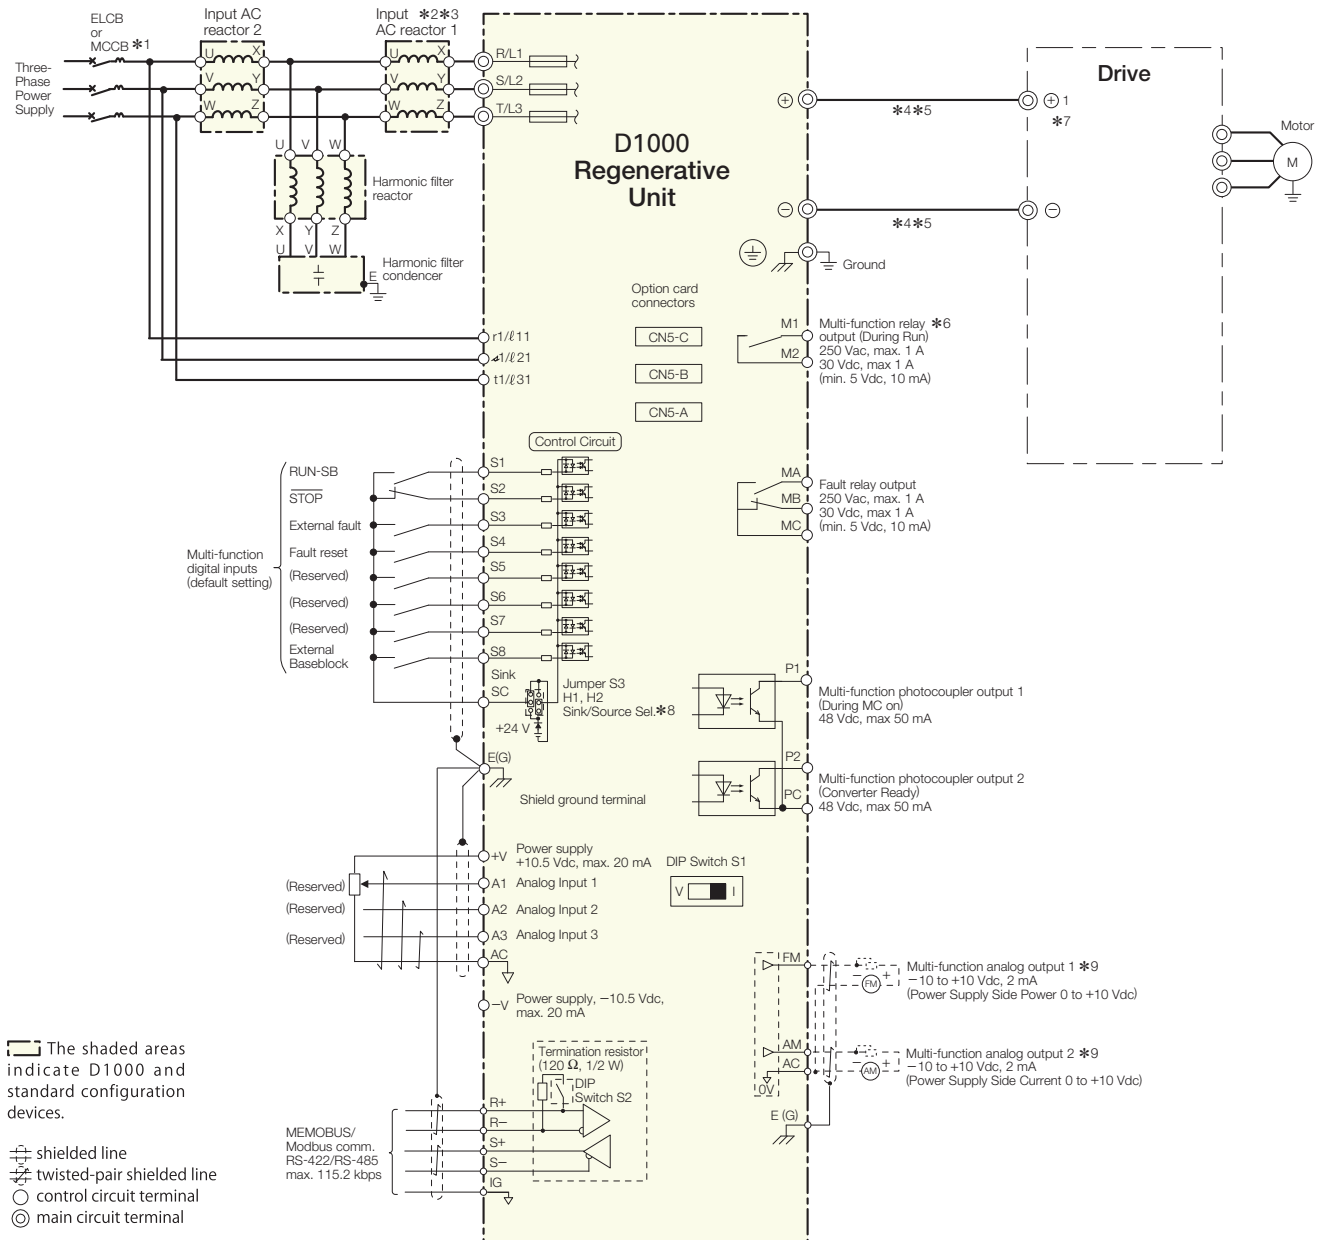 ELCB
or
MCCB ✱1
Input AC
reactor 2
Input ✱2✱3
AC reactor 1
Three-
Phase
Power
Supply
U X
V Y
W Z
U X
V Y
W Z
R/L1
S/L2
T/L3
U V W
Harmonic filter
reactor
X Y Z
U V W
Harmonic filter
condencer
E
D1000
Regenerative
Unit
+
✱4✱5
+ 1
✱7
−
✱4✱5
−
Drive
Motor
M
Ground
r1/ℓ11
1/ℓ21
t1/ℓ31
Option card
connectors
CN5-C
CN5-B
CN5-A
M1
M2
Multi-function relay ✱6
output (During Run)
250 Vac, max. 1 A
30 Vdc, max 1 A
(min. 5 Vdc, 10 mA)
Control Circuit
Multi-function
digital inputs
(default setting)
RUN-SB
STOP
External fault
Fault reset
(Reserved)
(Reserved)
(Reserved)
External
Baseblock
S1
S2
S3
S4
S5
S6
S7
S8
Sink
SC
+24 V
Jumper S3
H1, H2
Sink/Source Sel.✱8
MA
MB
MC
Fault relay output
250 Vac, max. 1 A
30 Vdc, max 1 A
(min. 5 Vdc, 10 mA)
P1
Multi-function photocoupler output 1
(During MC on)
48 Vdc, max 50 mA
P2
PC
Multi-function photocoupler output 2
(Converter Ready)
48 Vdc, max 50 mA
E(G)
Shield ground terminal
+V Power supply
+10.5 Vdc, max. 20 mA
(Reserved) A1 Analog Input 1
(Reserved) A2 Analog Input 2
(Reserved) A3 Analog Input 3
AC
−V Power supply, −10.5 Vdc,
max. 20 mA
DIP Switch S1
V I
FM
FM
− +
Multi-function analog output 1 ✱9
−10 to +10 Vdc, 2 mA
(Power Supply Side Power 0 to +10 Vdc)
AM
AC
0V
AM
− +
Multi-function analog output 2 ✱9
−10 to +10 Vdc, 2 mA
(Power Supply Side Current 0 to +10 Vdc)
E (G)
Termination resistor
(120 Ω, 1/2 W)
DIP
Switch S2
MEMOBUS/
Modbus comm.
RS-422/RS-485
max. 115.2 kbps
R+
R−
S+
S−
IG
The shaded areas
indicate D1000 and
standard configuration
devices.
shielded line
twisted-pair shielded line
control circuit terminal
main circuit terminal